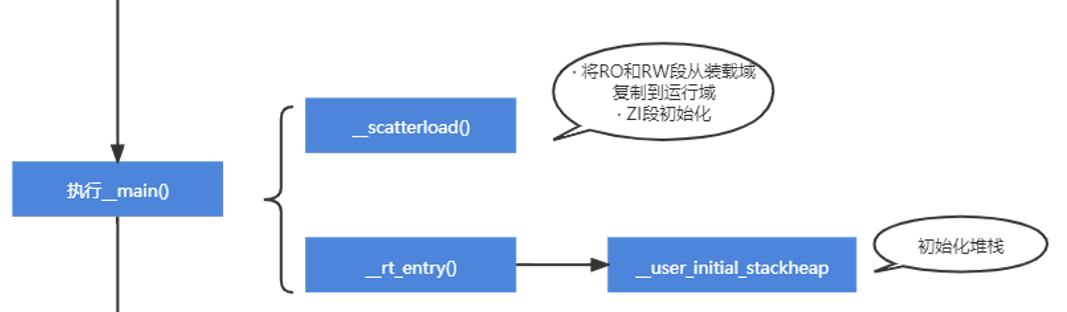 · 将RO和RW段从装载域
复制到运行域
· ZI段初始化
__scatterload()
执行__main()
初始化堆栈
__rt_entry()
__user_initial_stackheap